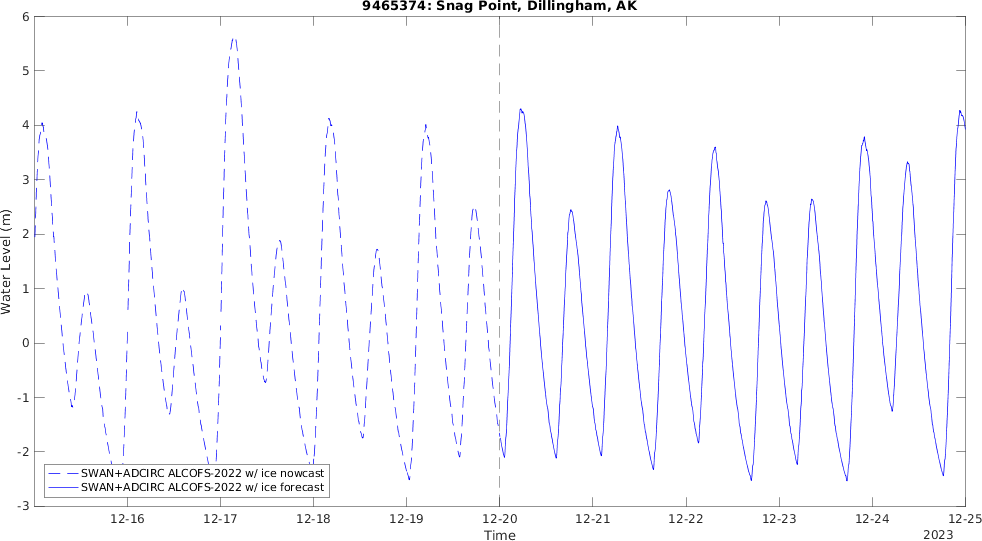 9465374: Snag Point, Dillingham, AK
6
5
4
3
2
1
0
-1
-2
-3
Water Level (m)
SWAN+ADCIRC ALCOFS-2022 w/ ice nowcast
SWAN+ADCIRC ALCOFS-2022 w/ ice forecast
12-16 12-17 12-18 12-19 12-20 12-21 12-22 12-23 12-24 12-25
Time
2023